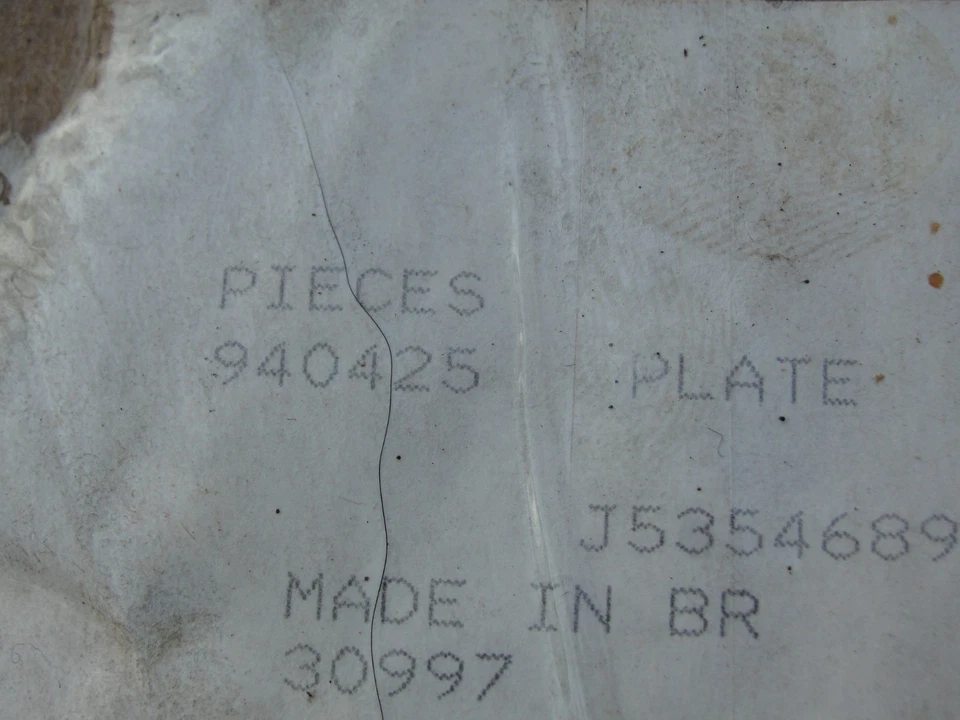 PIECES
940425
PLATE
J5354689
MADE IN BR
30997